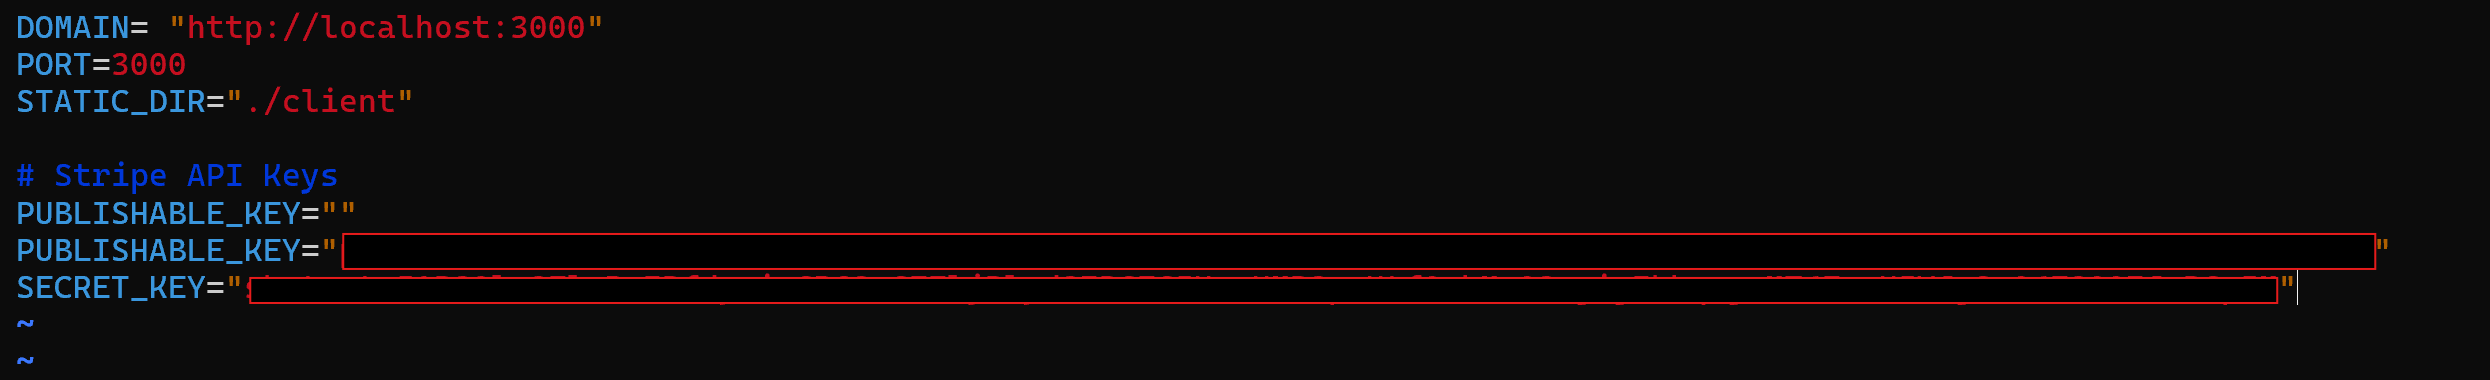 DOMAIN= "http://localhost:3000"
PORT=3000
STATIC_DIR="./client"
# Stripe API Keys
PUBLISHABLE_KEY=""
PUBLISHABLE_KEY=" "
SECRET_KEY=" "
~
~